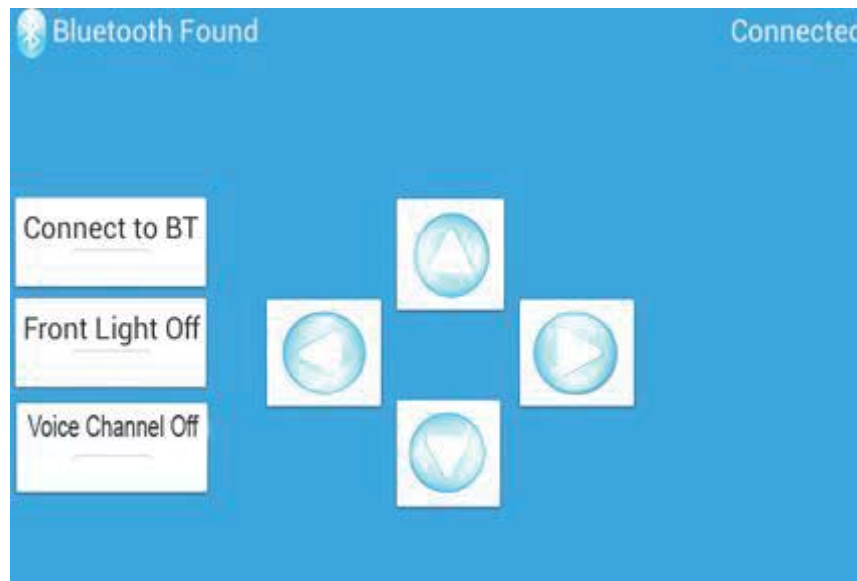 Bluetooth Found
Connected
Connect to BT
Front Light Off
Voice Channel Off